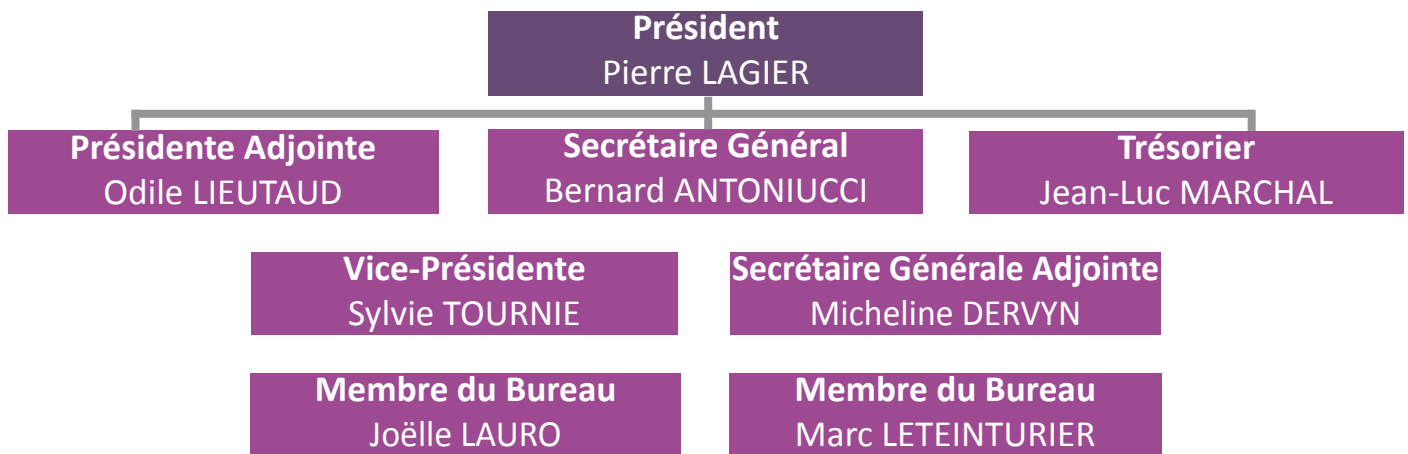 Président
Pierre LAGIER
Présidente Adjointe
Odile LIEUTAUD
Secrétaire Général
Bernard ANTONIUCCI
Trésorier
Jean-Luc MARCHAL
Vice-Présidente
Sylvie TOURNIE
Secrétaire Générale Adjointe
Micheline DERVYN
Membre du Bureau
Joëlle LAURO
Membre du Bureau
Marc LETEINTURIER